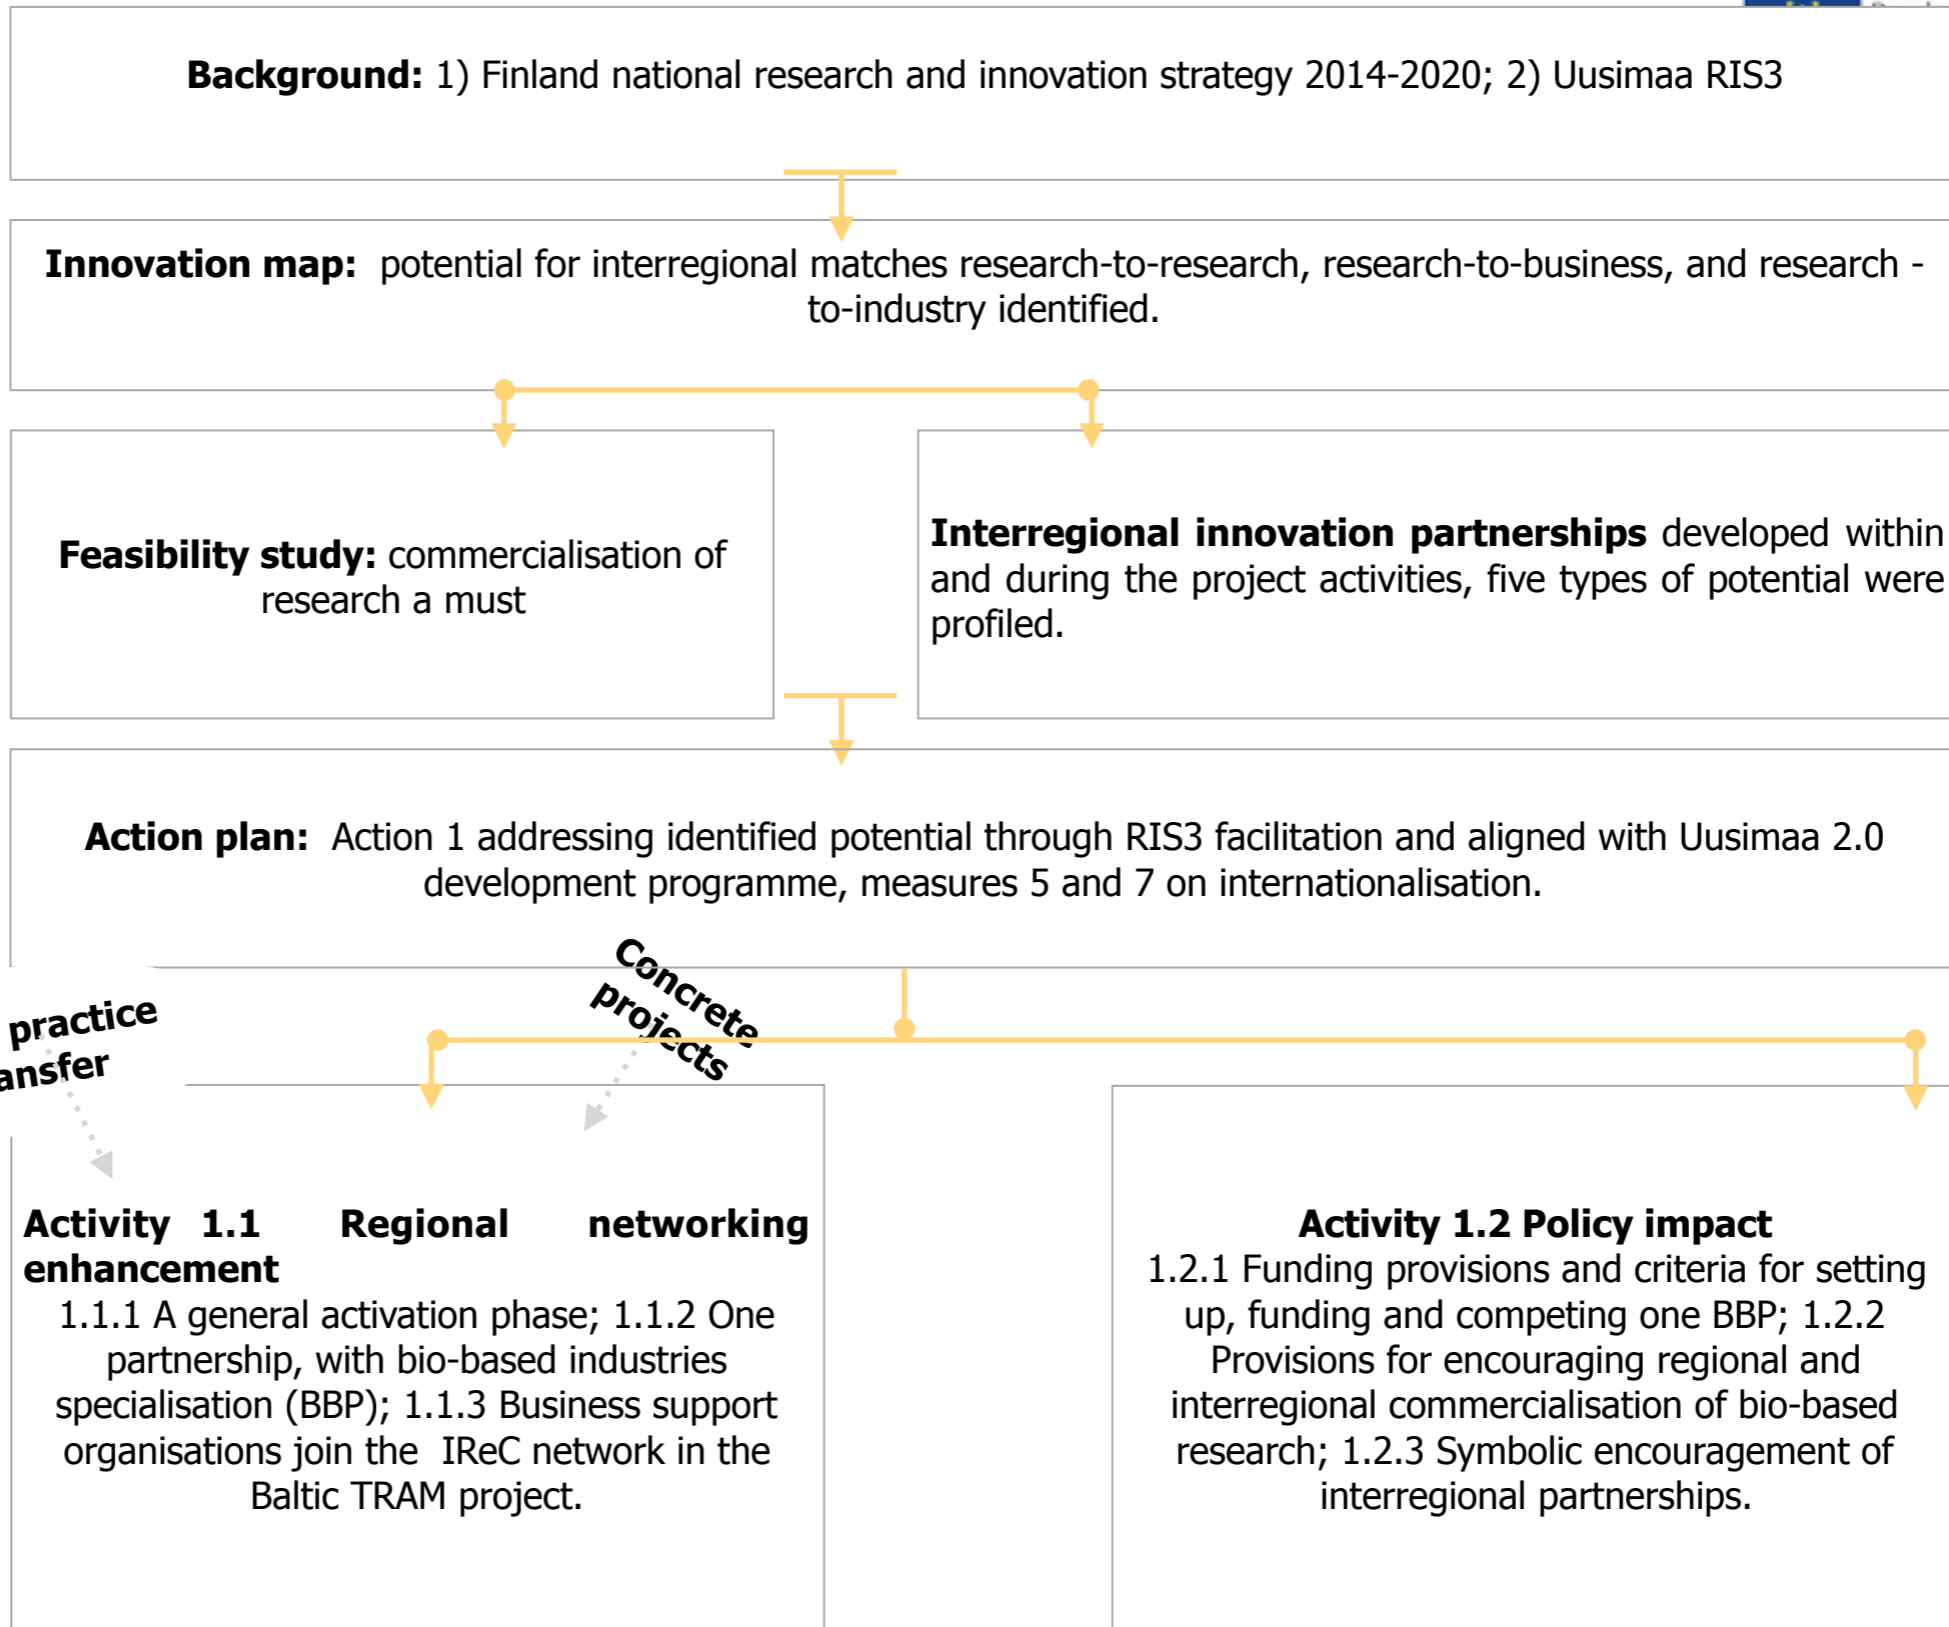 Background: 1) Finland national research and innovation strategy 2014-2020; 2) Uusimaa RIS3
Innovation map: potential for interregional matches research-to-research, research-to-business, and research -
to-industry identified.
Feasibility study: commercialisation of
research a must
Interregional innovation partnerships developed within
and during the project activities, five types of potential were
profiled.
Action plan: Action 1 addressing identified potential through RIS3 facilitation and aligned with Uusimaa 2.0
development programme, measures 5 and 7 on internationalisation.
practice
ansfer
Concrete
projects
Activity 1.1 Regional networking
enhancement
1.1.1 A general activation phase; 1.1.2 One
partnership, with bio-based industries
specialisation (BBP); 1.1.3 Business support
organisations join the IReC network in the
Baltic TRAM project.
Activity 1.2 Policy impact
1.2.1 Funding provisions and criteria for setting
up, funding and competing one BBP; 1.2.2
Provisions for encouraging regional and
interregional commercialisation of bio-based
research; 1.2.3 Symbolic encouragement of
interregional partnerships.